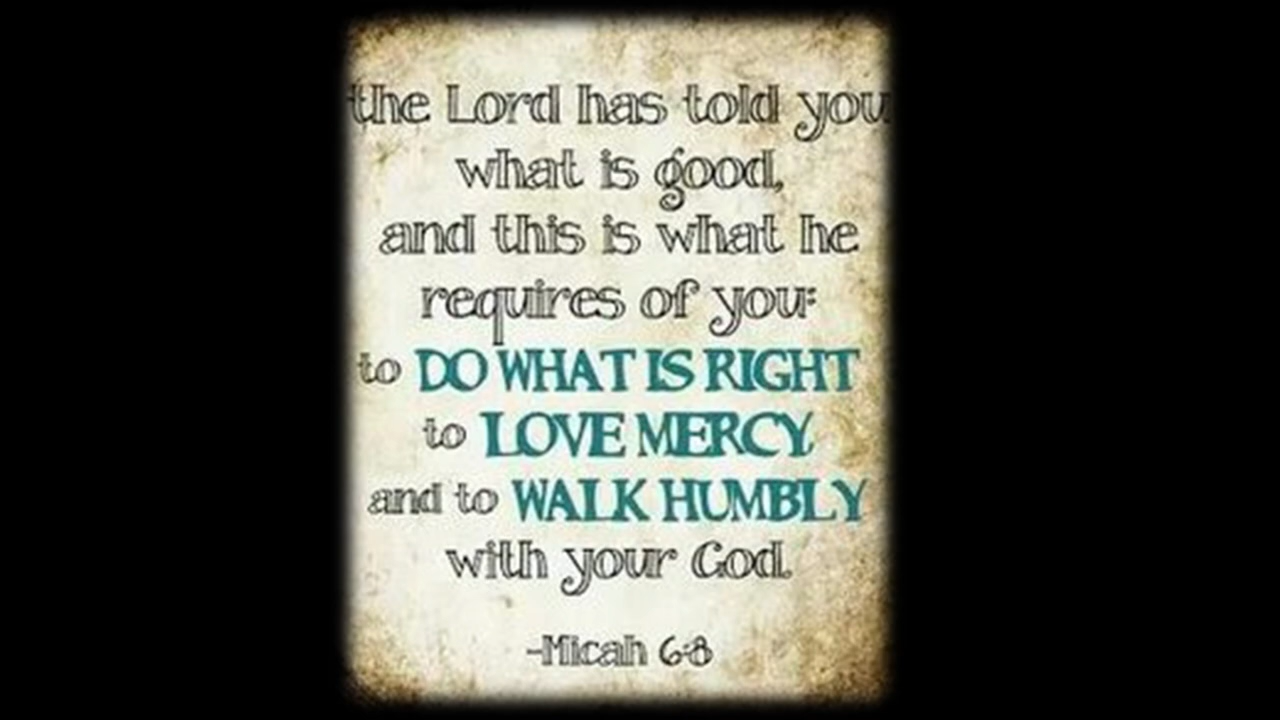 the Lord has told you
what is good,
and this is what he
requires of you:
to DO WHAT IS RIGHT
to LOVE MERCY
and to WALK HUMBLY
with your God.
-Micah 6:8